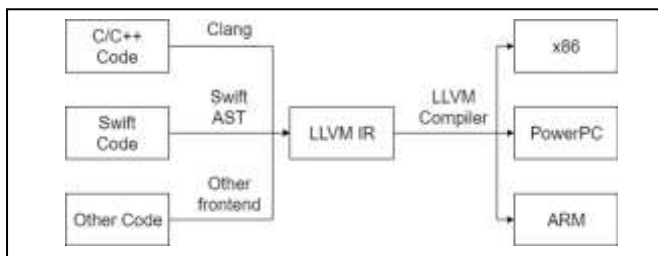 C/C++
Code
Clang
x86
Swift
Code
Swift
AST
LLVM IR
LLVM
Compiler
PowerPC
Other Code
Other
frontend
ARM